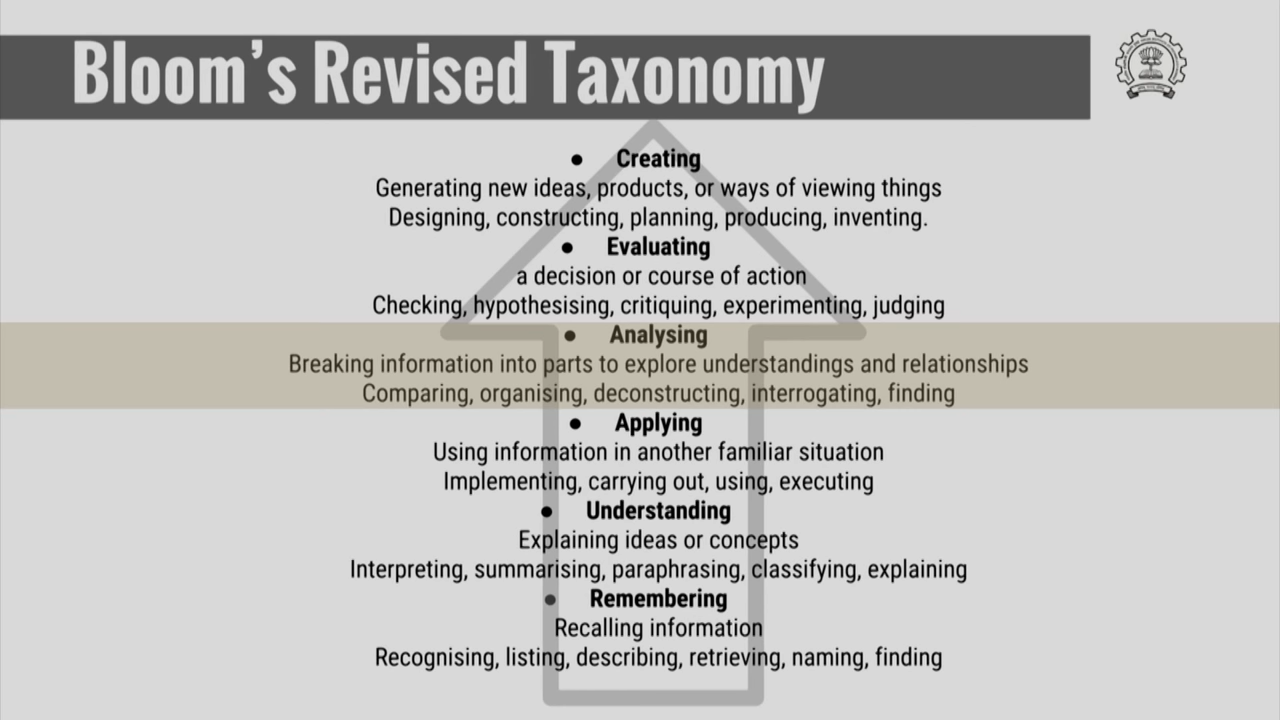 Bloom's Revised Taxonomy
● Creating
Generating new ideas, products, or ways of viewing things
Designing, constructing, planning, producing, inventing.
● Evaluating
a decision or course of action
Checking, hypothesising, critiquing, experimenting, judging
● Analysing
Breaking information into parts to explore understandings and relationships
Comparing, organising, deconstructing, interrogating, finding
● Applying
Using information in another familiar situation
Implementing, carrying out, using, executing
● Understanding
Explaining ideas or concepts
Interpreting, summarising, paraphrasing, classifying, explaining
● Remembering
Recalling information
Recognising, listing, describing, retrieving, naming, finding